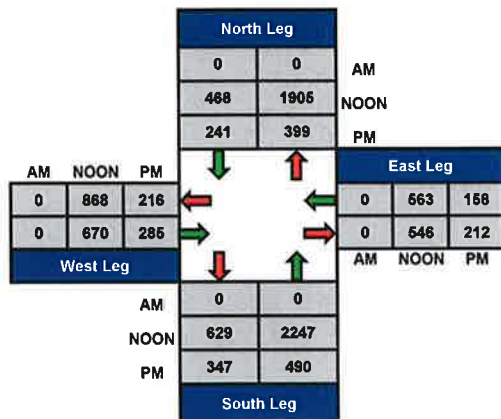 North Leg
0 0 AM
468 1905 NOON
241 399 PM
AM NOON PM
East Leg
0 868 216
0 563 158
0 670 285
0 546 212
West Leg
AM NOON PM
AM 0 0
NOON 629 2247
PM 347 490
South Leg